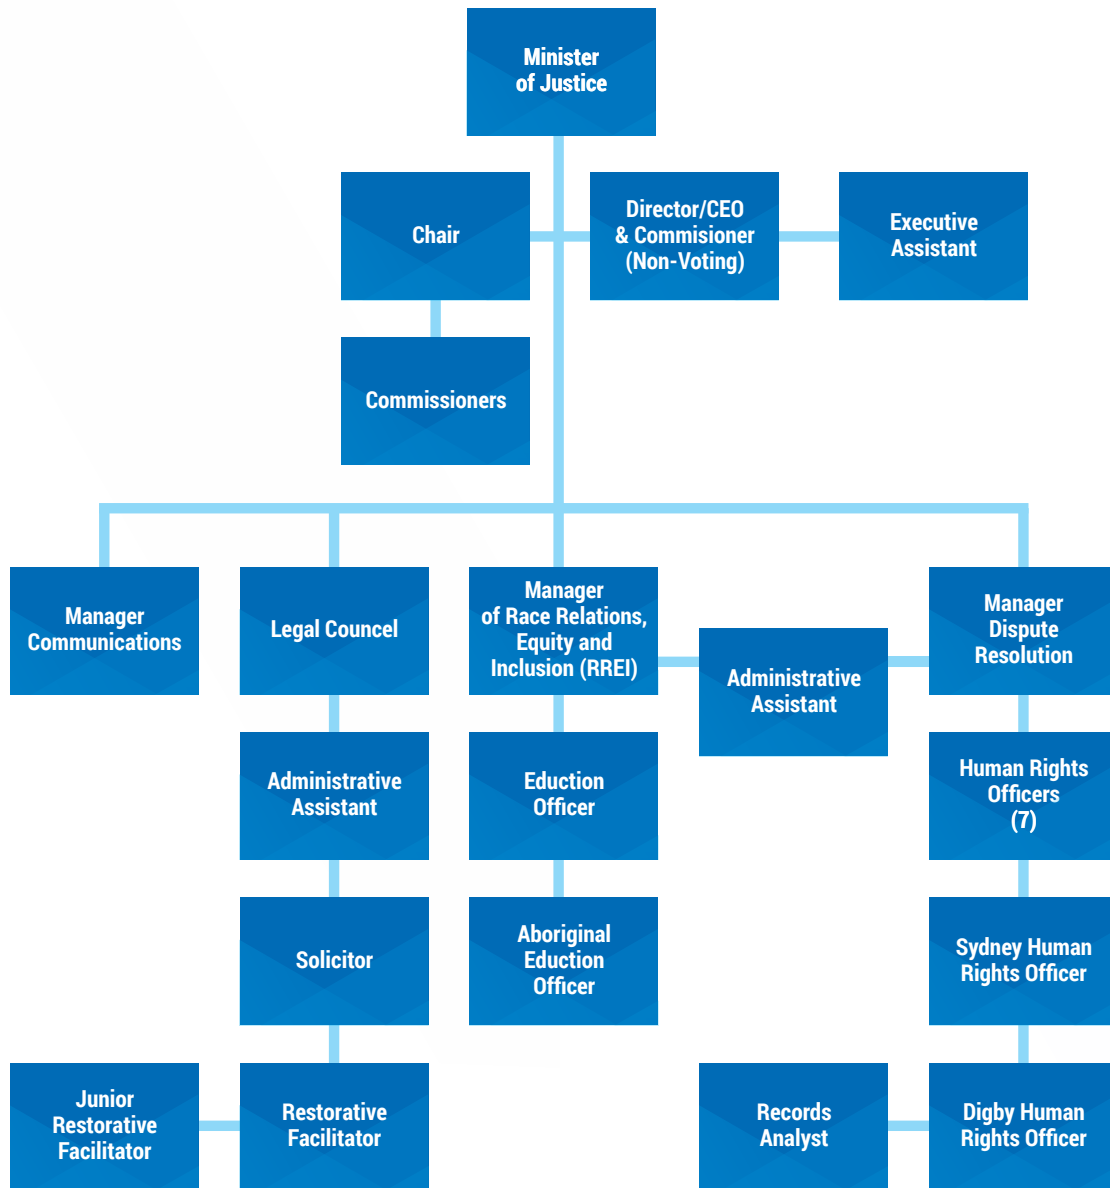 Minister
of Justice
Chair
Director/CEO
& Commisioner
(Non-Voting)
Executive
Assistant
Commissioners
Manager
Communications
Legal Councel
Manager
of Race Relations,
Equity and
Inclusion (RREI)
Administrative
Assistant
Manager
Dispute
Resolution
Administrative
Assistant
Eduction
Officer
Human Rights
Officers
(7)
Solicitor
Aboriginal
Eduction
Officer
Sydney Human
Rights Officer
Junior
Restorative
Facilitator
Restorative
Facilitator
Records
Analyst
Digby Human
Rights Officer